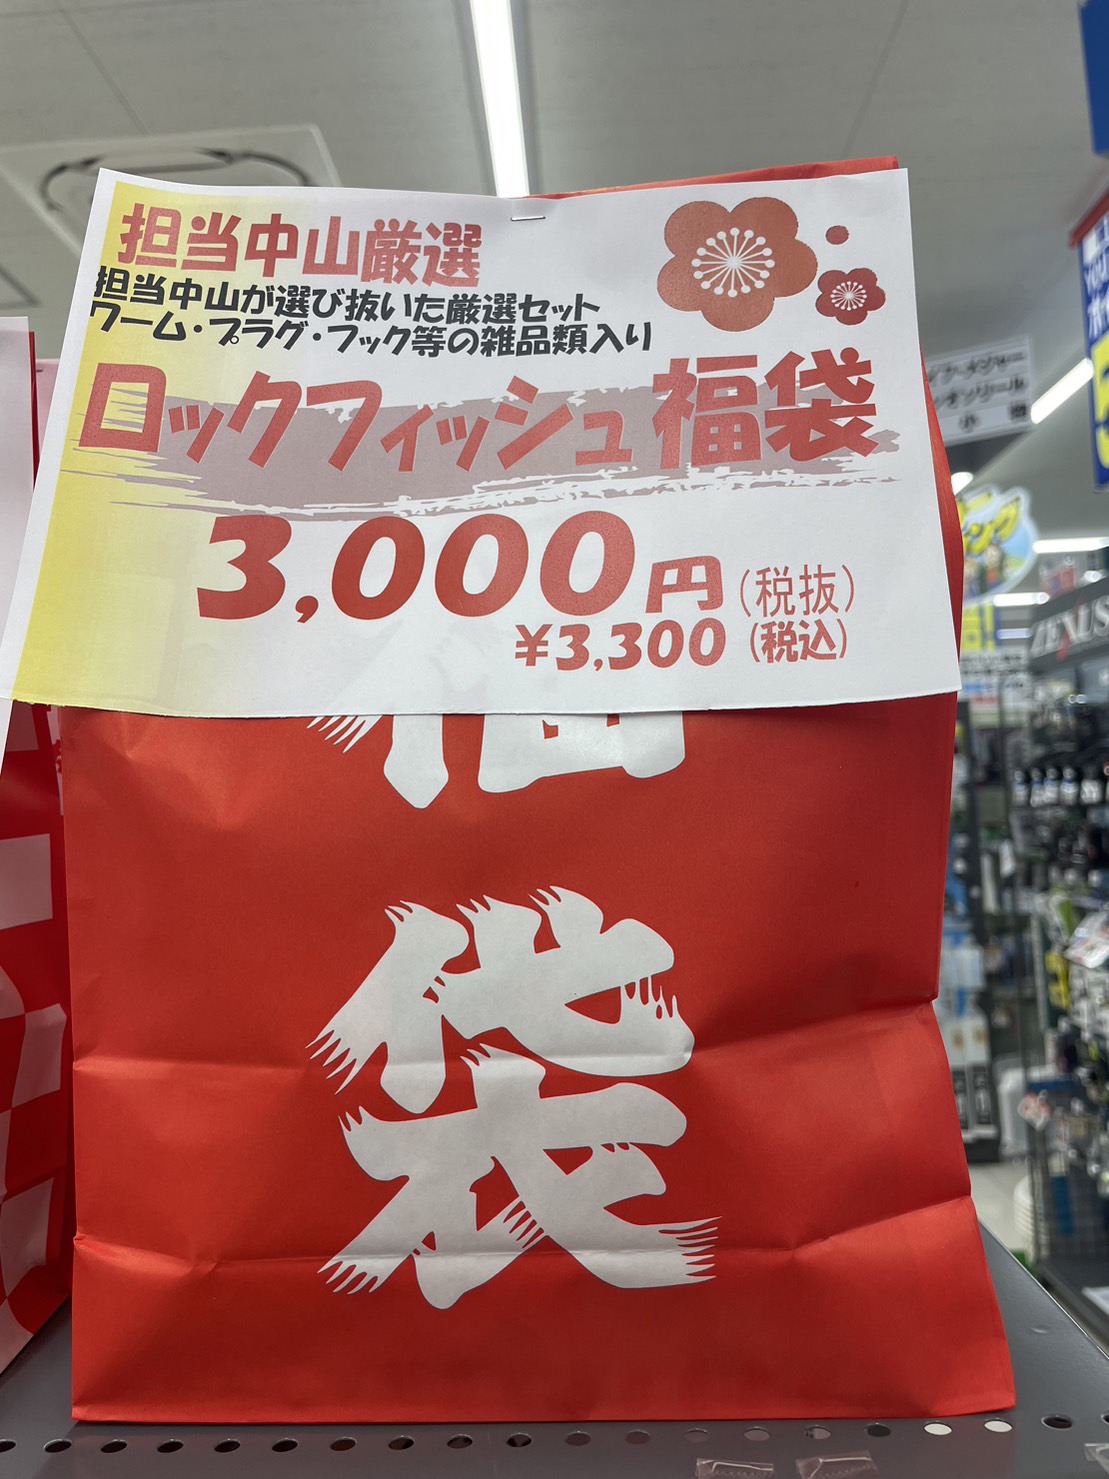 担当中山厳選
担当中山が選び抜いた厳選セット
ワーム・プラグ・フック等の雑品類入り
ロックフィッシュ福袋
3,000円(税抜)
¥3,300(税込)
袋
ZEXUS